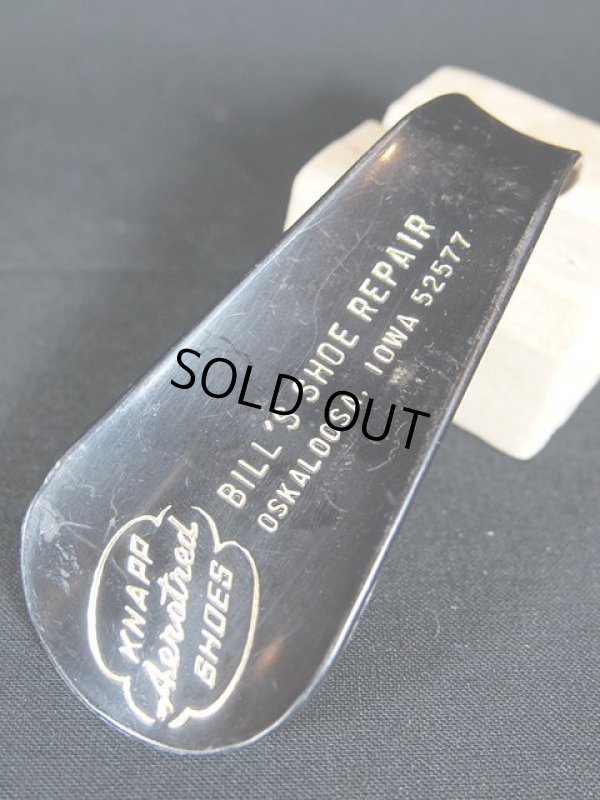 BILL'S SHOE REPAIR
OSKALOOSA, IOWA 52577
SOLD OUT
KNAPP
Aerotred
SHOES